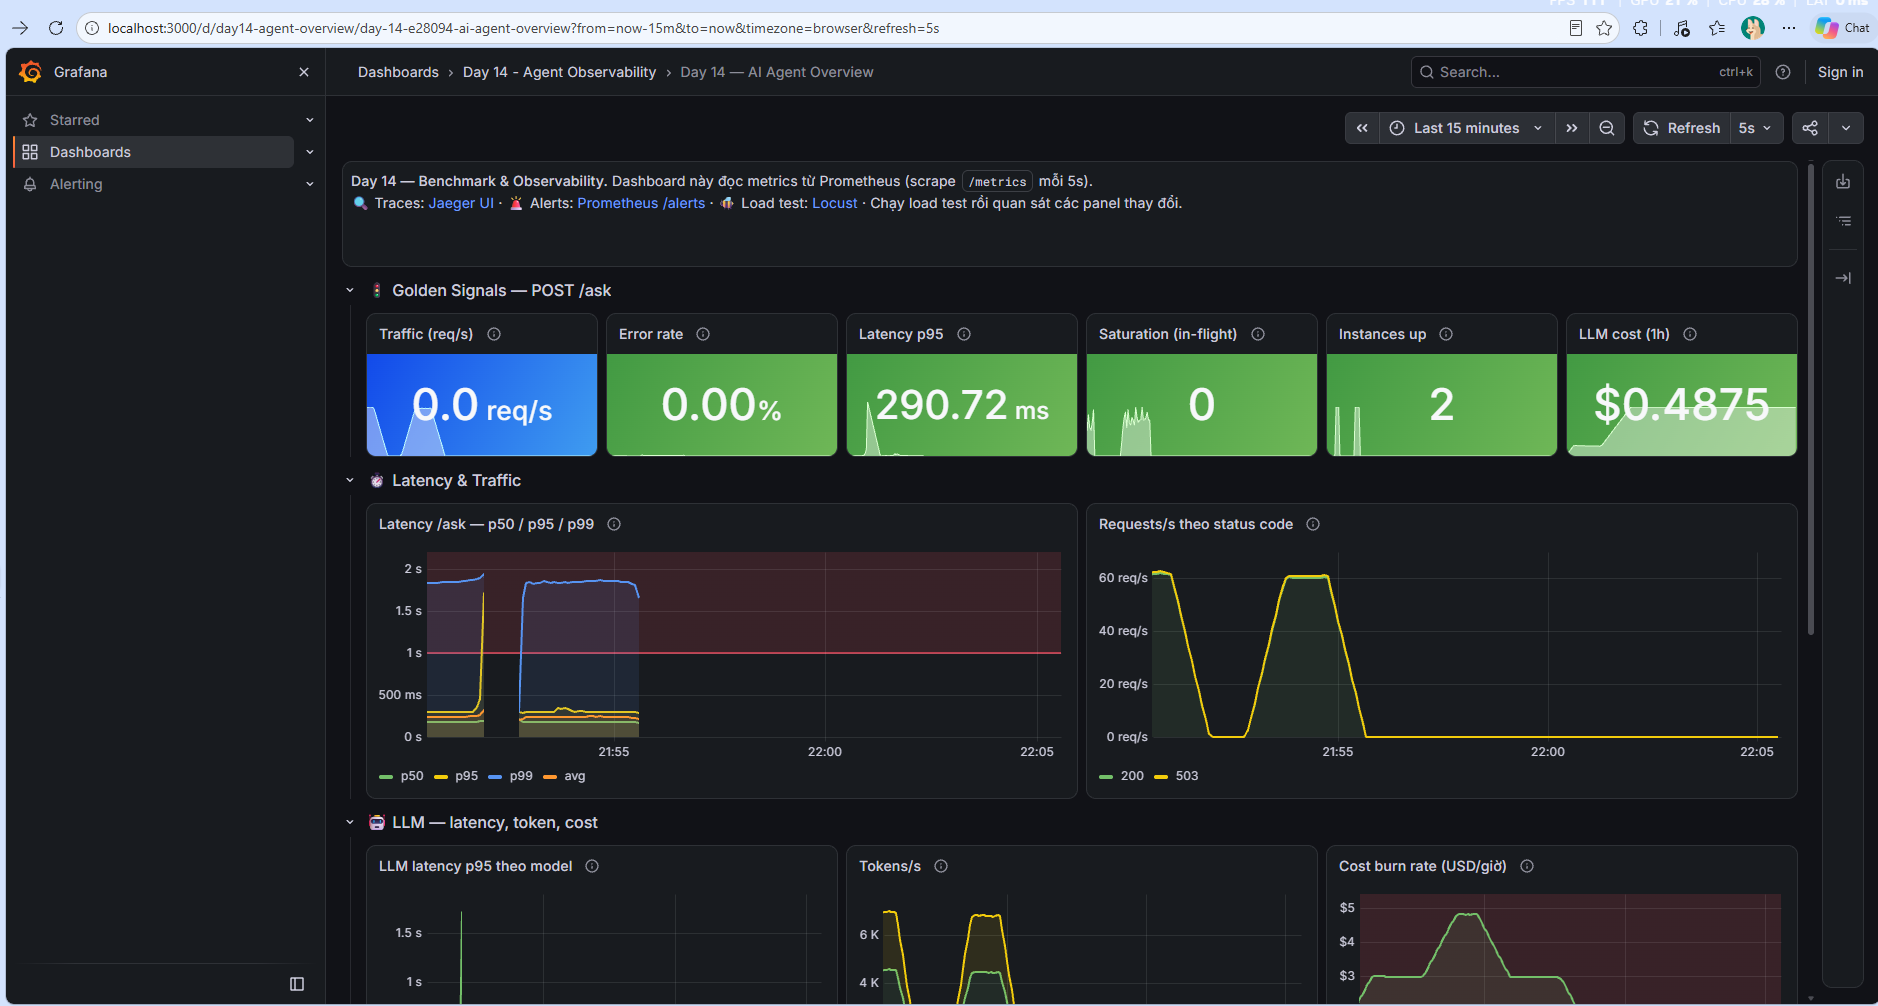 FPS 111 | GPU 21 % | CPU 28 % | LAT 0 ms
localhost:3000/d/day14-agent-overview/day-14-e28094-ai-agent-overview?from=now-15m&to=now&timezone=browser&refresh=5s
Chat
Grafana
Dashboards › Day 14 - Agent Observability › Day 14 — AI Agent Overview
Search... ctrl+k
Sign in
Starred
Dashboards
Alerting
Last 15 minutes
Refresh 5s
Day 14 — Benchmark & Observability. Dashboard này đọc metrics từ Prometheus (scrape /metrics mỗi 5s).
🔍 Traces: Jaeger UI · 🚨 Alerts: Prometheus /alerts · 🐝 Load test: Locust · Chạy load test rồi quan sát các panel thay đổi.
🚦 Golden Signals — POST /ask
Traffic (req/s)
0.0 req/s
Error rate
0.00%
Latency p95
290.72 ms
Saturation (in-flight)
0
Instances up
2
LLM cost (1h)
$0.4875
⏱ Latency & Traffic
Latency /ask — p50 / p95 / p99
2 s
1.5 s
1 s
500 ms
0 s
21:55 22:00 22:05
p50 p95 p99 avg
Requests/s theo status code
60 req/s
40 req/s
20 req/s
0 req/s
21:55 22:00 22:05
200 503
🤖 LLM — latency, token, cost
LLM latency p95 theo model
1.5 s
1 s
Tokens/s
6 K
4 K
Cost burn rate (USD/giờ)
$5
$4
$3